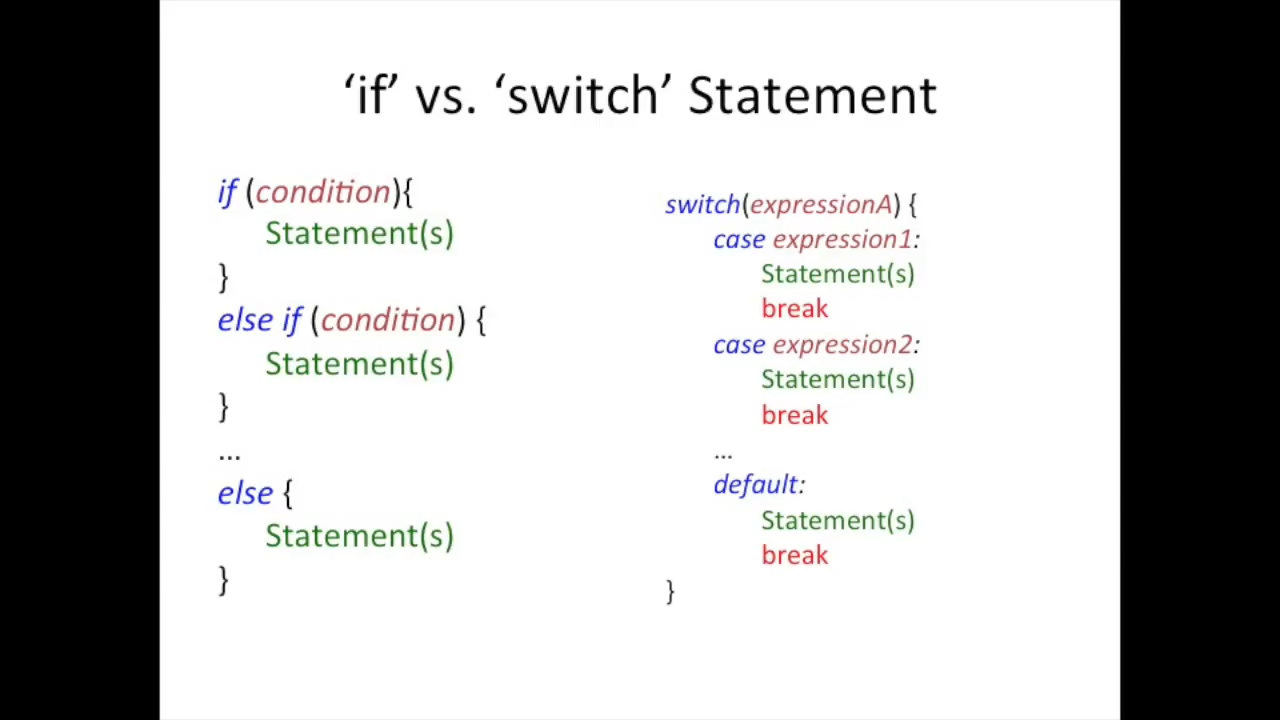 ‘if’ vs. ‘switch’ Statement
if (condition){
Statement(s)
}
else if (condition) {
Statement(s)
}
...
else {
Statement(s)
}
switch(expressionA) {
case expression1:
Statement(s)
break
case expression2:
Statement(s)
break
...
default:
Statement(s)
break
}